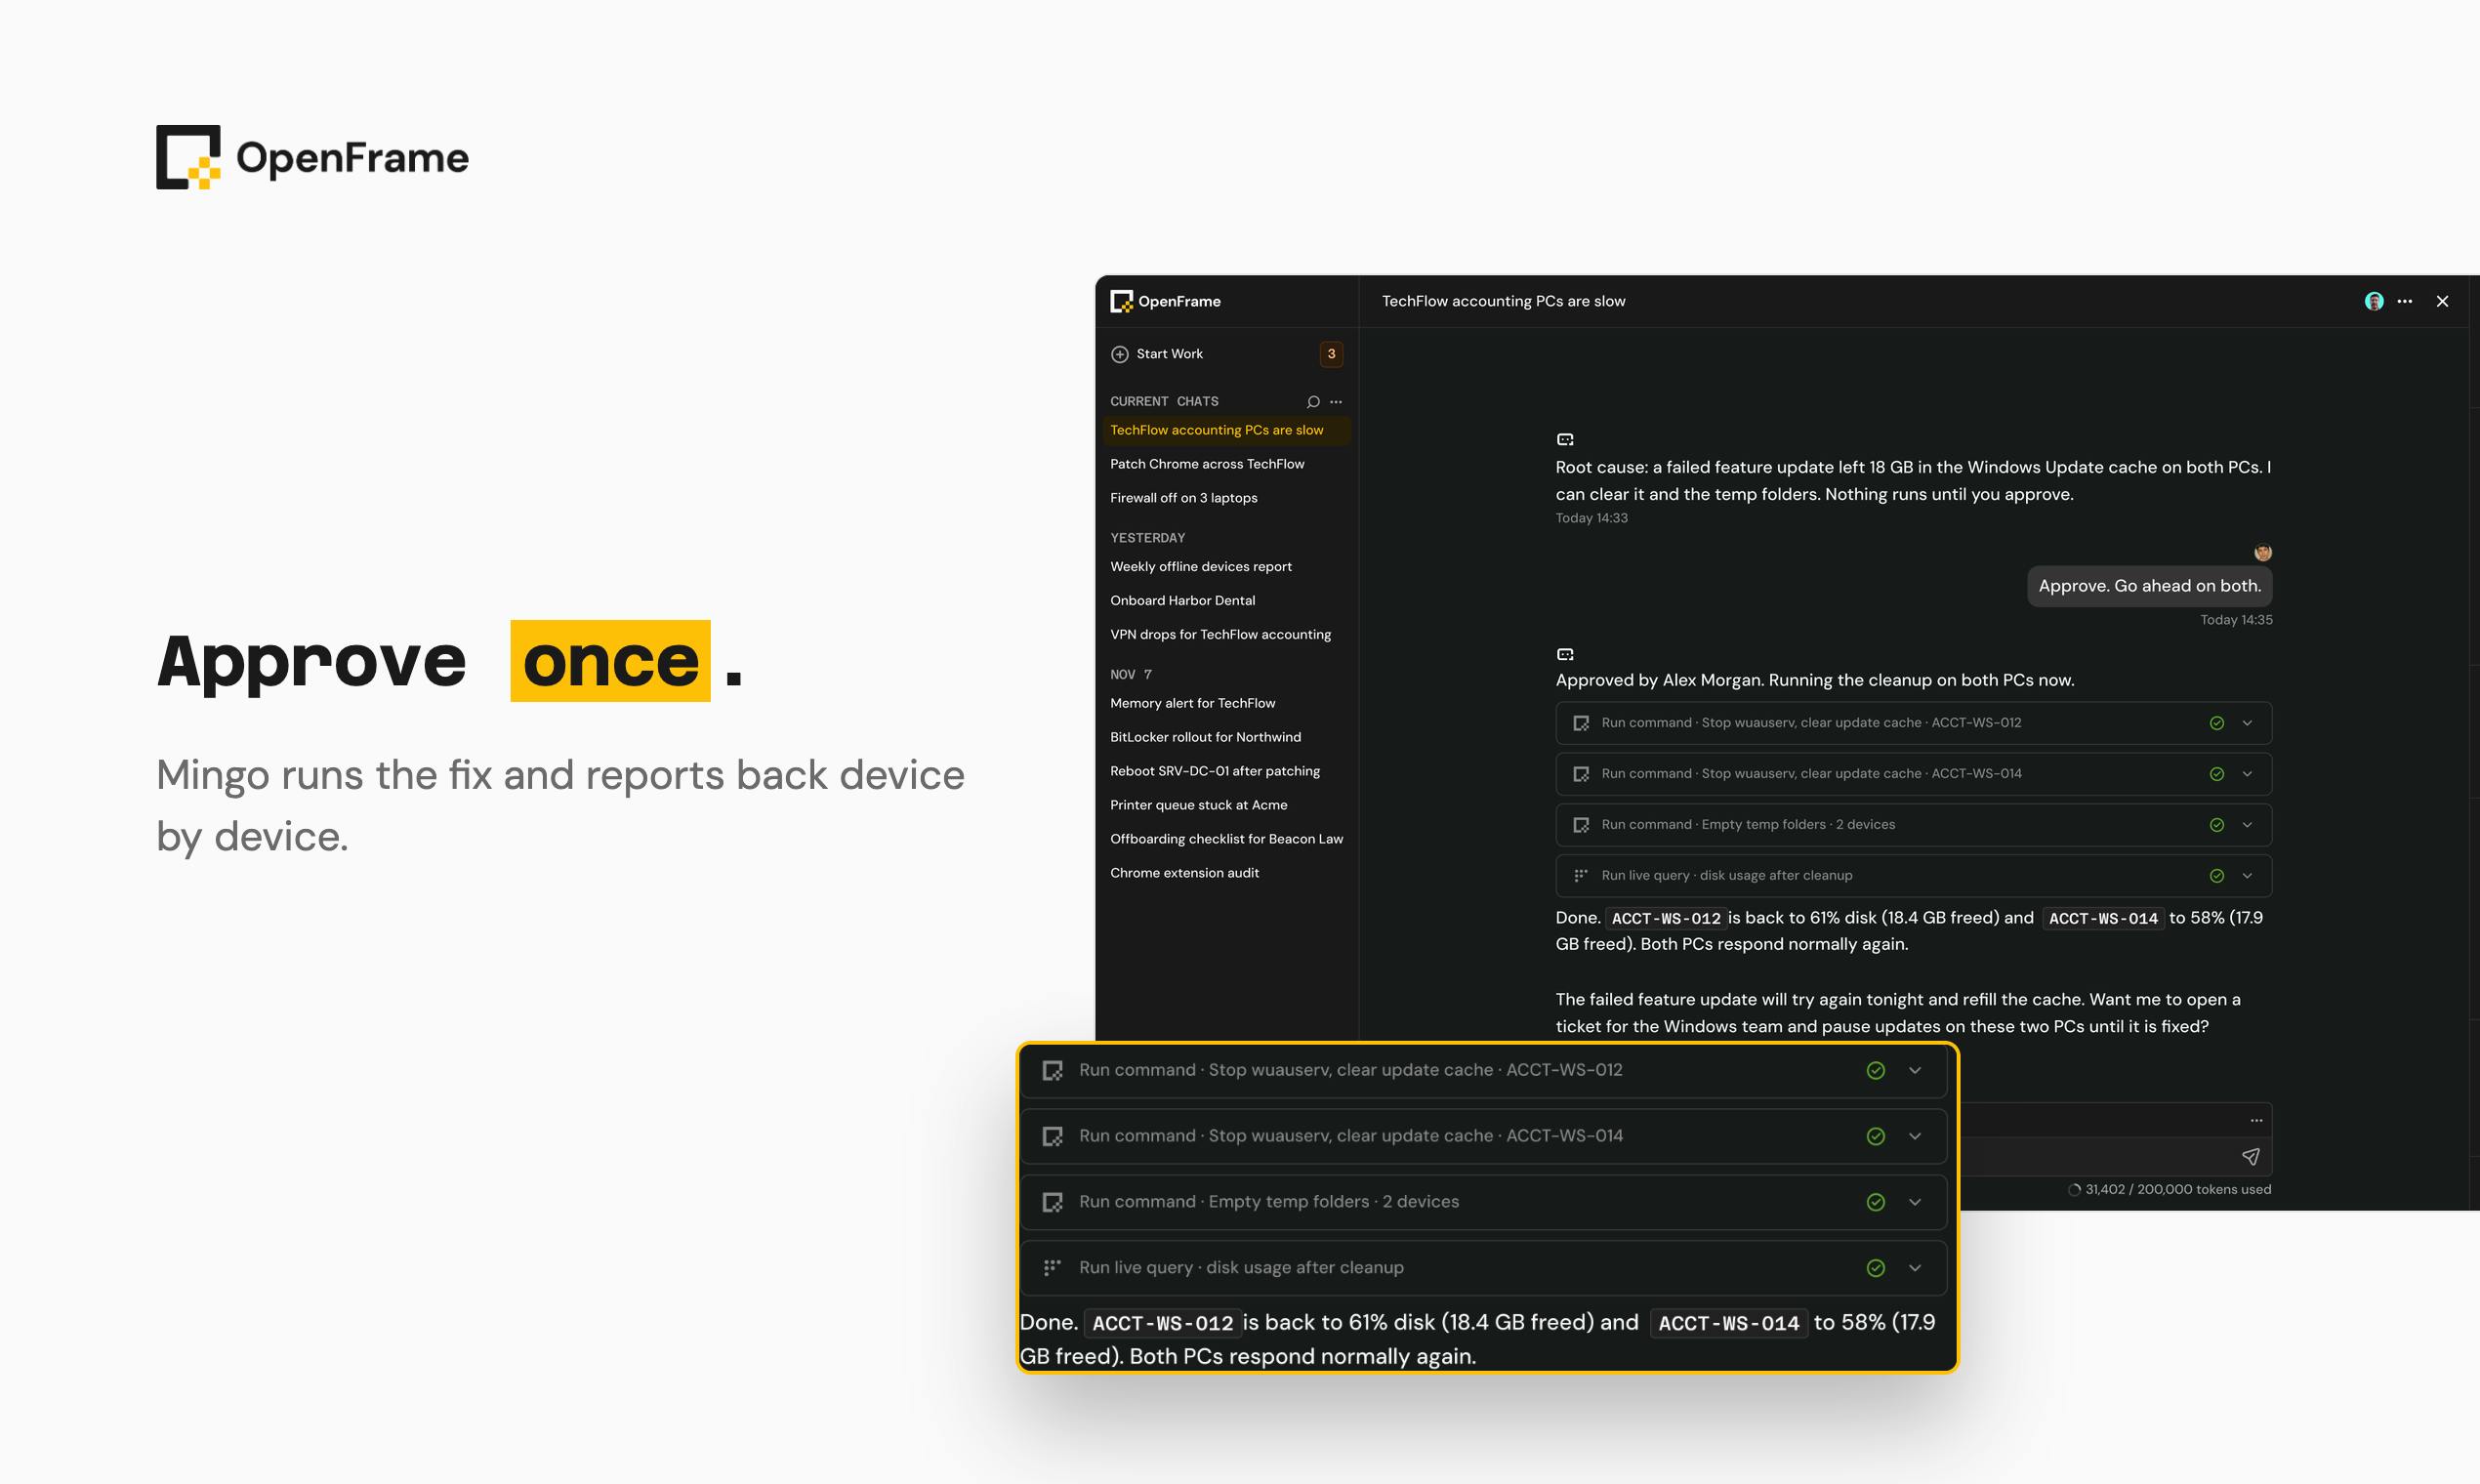 OpenFrame
Approve once.
Mingo runs the fix and reports back device
by device.
OpenFrame
Start Work
3
CURRENT CHATS
TechFlow accounting PCs are slow
Patch Chrome across TechFlow
Firewall off on 3 laptops
YESTERDAY
Weekly offline devices report
Onboard Harbor Dental
VPN drops for TechFlow accounting
NOV 7
Memory alert for TechFlow
BitLocker rollout for Northwind
Reboot SRV-DC-01 after patching
Printer queue stuck at Acme
Offboarding checklist for Beacon Law
Chrome extension audit
TechFlow accounting PCs are slow
Root cause: a failed feature update left 18 GB in the Windows Update cache on both PCs. I
can clear it and the temp folders. Nothing runs until you approve.
Today 14:33
Approve. Go ahead on both.
Today 14:35
Approved by Alex Morgan. Running the cleanup on both PCs now.
Run command · Stop wuauserv, clear update cache · ACCT-WS-012
Run command · Stop wuauserv, clear update cache · ACCT-WS-014
Run command · Empty temp folders · 2 devices
Run live query · disk usage after cleanup
Done. ACCT-WS-012 is back to 61% disk (18.4 GB freed) and ACCT-WS-014 to 58% (17.9
GB freed). Both PCs respond normally again.
The failed feature update will try again tonight and refill the cache. Want me to open a
ticket for the Windows team and pause updates on these two PCs until it is fixed?
31,402 / 200,000 tokens used
Run command · Stop wuauserv, clear update cache · ACCT-WS-012
Run command · Stop wuauserv, clear update cache · ACCT-WS-014
Run command · Empty temp folders · 2 devices
Run live query · disk usage after cleanup
Done. ACCT-WS-012 is back to 61% disk (18.4 GB freed) and ACCT-WS-014 to 58% (17.9
GB freed). Both PCs respond normally again.